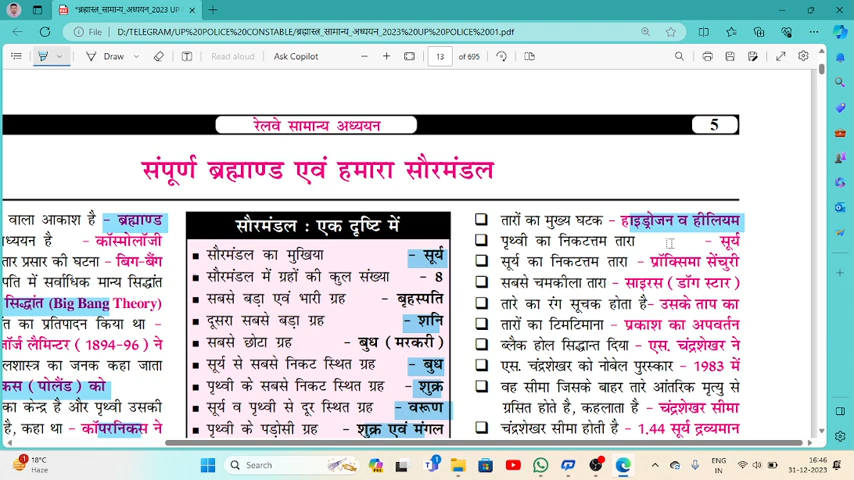 *ब्रह्मास्त्र_सामान्य_अध्ययन_2023 UP
File
D:/TELEGRAM/UP%20POLICE%20CONSTABLE/ब्रह्मास्त्र_सामान्य_अध्ययन_2023%20UP%20POLICE%2001.pdf
Draw
Read aloud
Ask Copilot
13
of 695
रेलवे सामान्य अध्ययन
5
संपूर्ण ब्रह्माण्ड एवं हमारा सौरमंडल
वाला आकाश है - ब्रह्माण्ड
ध्ययन है - कॉस्मोलॉजी
तार प्रसार की घटना - बिग-बैंग
पति में सर्वाधिक मान्य सिद्धांत
सिद्धांत (Big Bang Theory)
त का प्रतिपादन किया था -
जॉर्ज लैमिन्टर (1894-96) ने
लशास्त्र का जनक कहा जाता
कस (पोलैंड) को
का केन्द्र है और पृथ्वी उसकी
है, कहा था - कॉपरनिकस ने
सौरमंडल : एक दृष्टि में
सौरमंडल का मुखिया - सूर्य
सौरमंडल में ग्रहों की कुल संख्या - 8
सबसे बड़ा एवं भारी ग्रह - बृहस्पति
दूसरा सबसे बड़ा ग्रह - शनि
सबसे छोटा ग्रह - बुध (मरकरी)
सूर्य से सबसे निकट स्थित ग्रह - बुध
पृथ्वी के सबसे निकट स्थित ग्रह - शुक्र
सूर्य व पृथ्वी से दूर स्थित ग्रह - वरूण
पृथ्वी के पड़ोसी ग्रह - शुक्र एवं मंगल
तारों का मुख्य घटक - हाइड्रोजन व हीलियम
पृथ्वी का निकटतम तारा - सूर्य
सूर्य का निकटतम तारा - प्रॉक्सिमा सेंचुरी
सबसे चमकीला तारा - साइरस (डॉग स्टार)
तारे का रंग सूचक होता है- उसके ताप का
तारों का टिमटिमाना - प्रकाश का अपवर्तन
ब्लैक होल सिद्धान्त दिया - एस. चंद्रशेखर ने
एस. चंद्रशेखर को नोबेल पुरस्कार - 1983 में
वह सीमा जिसके बाहर तारे आंतरिक मृत्यु से
ग्रसित होते है, कहलाता है - चंद्रशेखर सीमा
चंद्रशेखर सीमा होती है - 1.44 सूर्य द्रव्यमान
18°C
Haze
Search
ENG
IN
16:46
31-12-2023